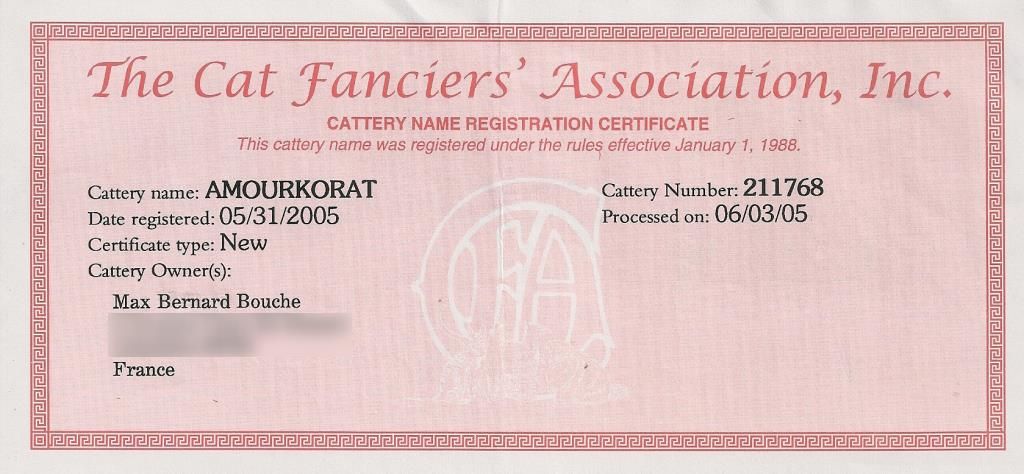 The Cat Fanciers' Association, Inc.
CATTERY NAME REGISTRATION CERTIFICATE
This cattery name was registered under the rules effective January 1, 1988.
Cattery name: AMOURKORAT
Cattery Number: 211768
Date registered: 05/31/2005
Processed on: 06/03/05
Certificate type: New
Cattery Owner(s):
Max Bernard Bouche
France
CFA